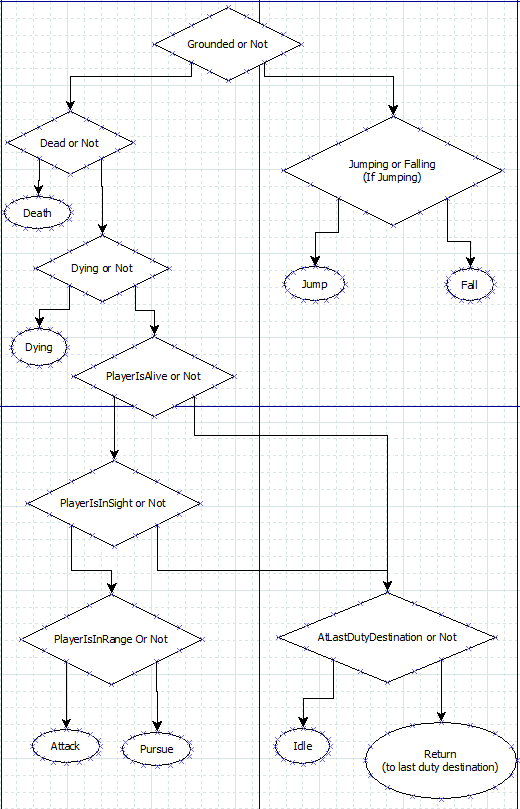 Grounded or Not
Dead or Not
Jumping or Falling
(If Jumping)
Death
Dying or Not
Jump
Fall
Dying
PlayerIsAlive or Not
PlayerIsInSight or Not
PlayerIsInRange Or Not
AtLastDutyDestination or Not
Attack
Pursue
Idle
Return
(to last duty destination)